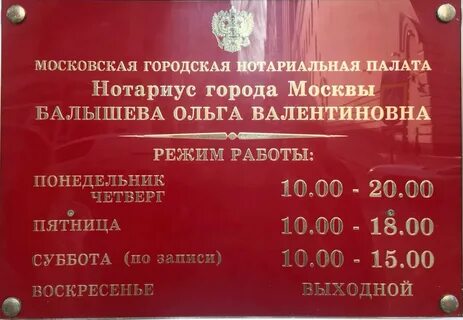 МОСКОВСКАЯ ГОРОДСКАЯ НОТАРИАЛЬНАЯ ПАЛАТА
Нотариус города Москвы
БАЛЫШЕВА ОЛЬГА ВАЛЕНТИНОВНА
РЕЖИМ РАБОТЫ:
ПОНЕДЕЛЬНИК
ЧЕТВЕРГ 10.00 - 20.00
ПЯТНИЦА 10.00 - 18.00
СУББОТА (по записи) 10.00 - 15.00
ВОСКРЕСЕНЬЕ ВЫХОДНОЙ